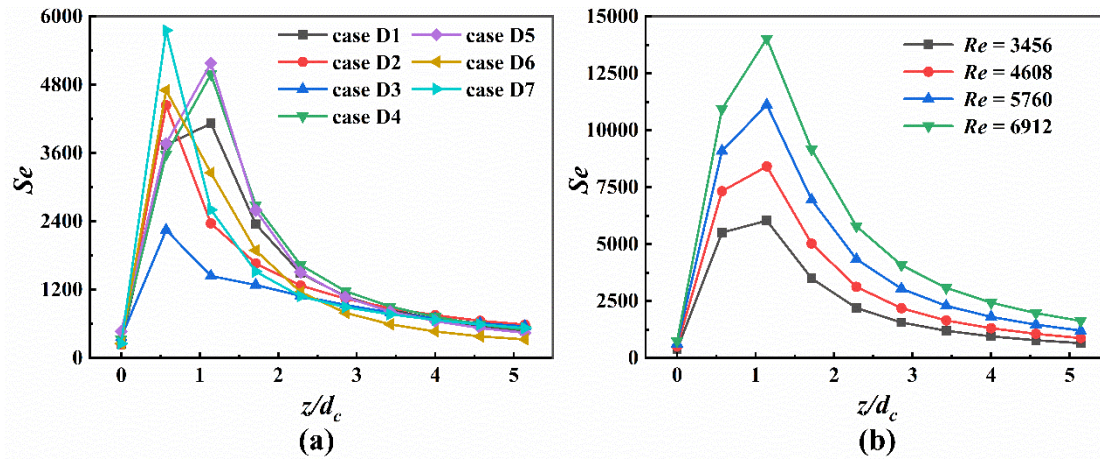 6000
4800
3600
2400
1200
0
Se
0 1 2 3 4 5
z/d_c
case D1
case D2
case D3
case D4
case D5
case D6
case D7
(a)
15000
12500
10000
7500
5000
2500
0
Se
0 1 2 3 4 5
z/d_c
Re = 3456
Re = 4608
Re = 5760
Re = 6912
(b)